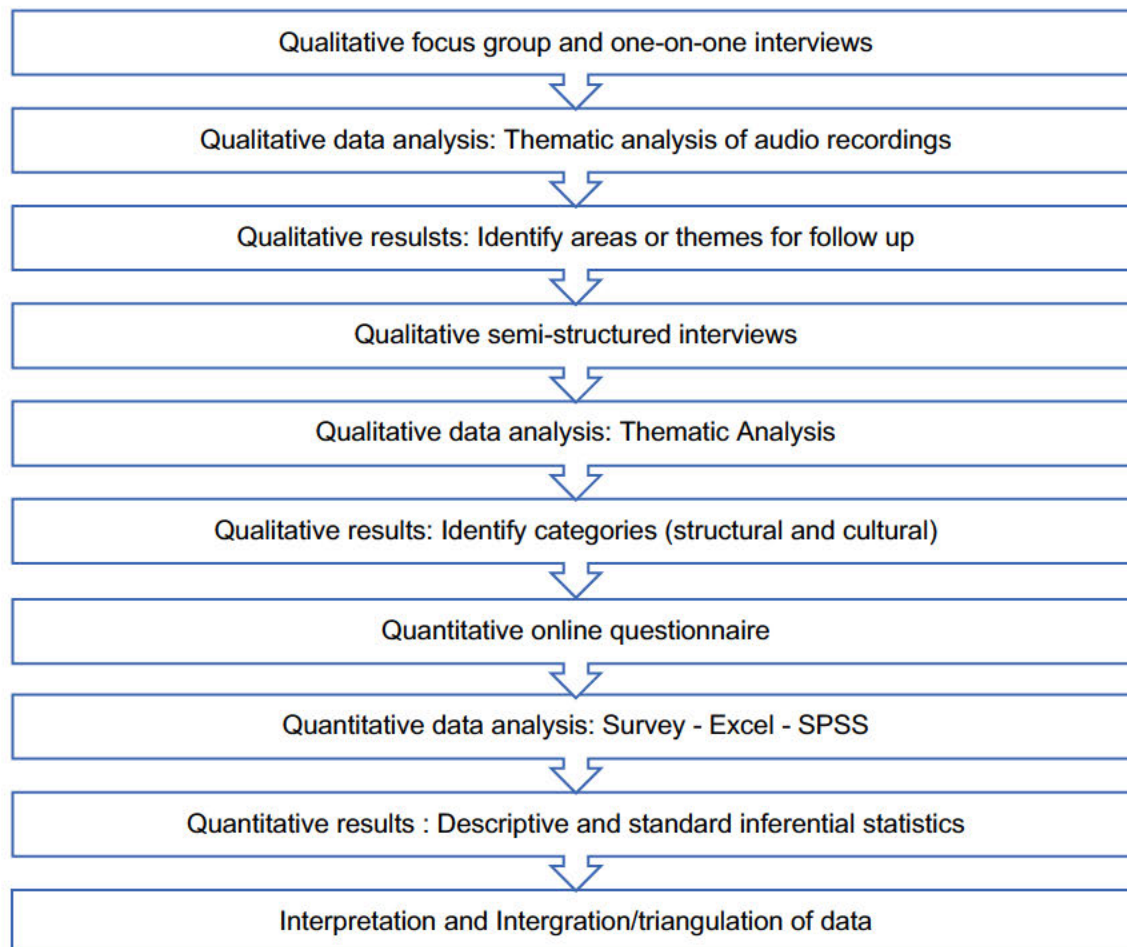 Qualitative focus group and one-on-one interviews
Qualitative data analysis: Thematic analysis of audio recordings
Qualitative resulsts: Identify areas or themes for follow up
Qualitative semi-structured interviews
Qualitative data analysis: Thematic Analysis
Qualitative results: Identify categories (structural and cultural)
Quantitative online questionnaire
Quantitative data analysis: Survey - Excel - SPSS
Quantitative results : Descriptive and standard inferential statistics
Interpretation and Intergration/triangulation of data